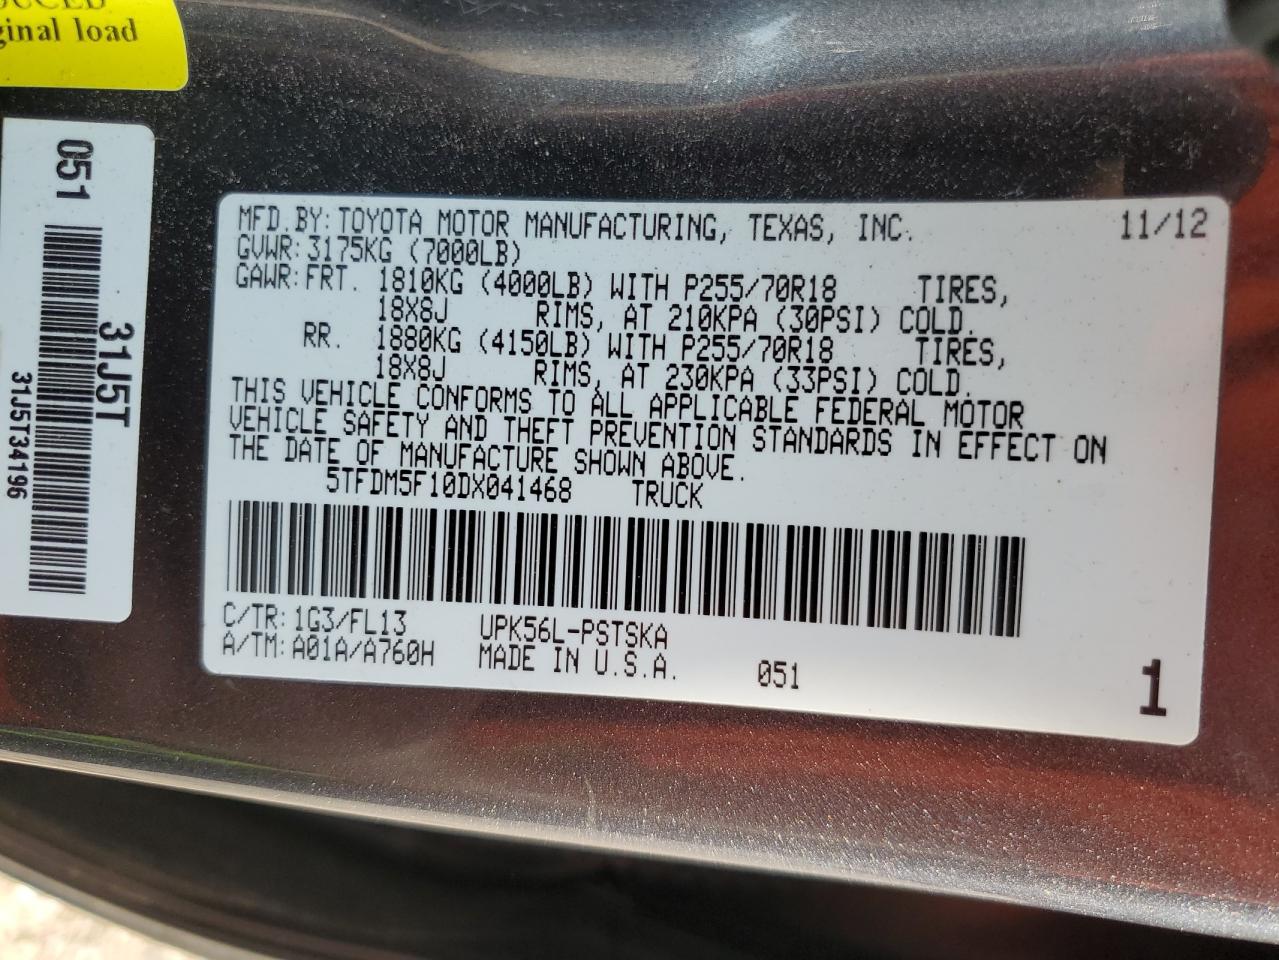 ginal load
051
31J5T
31J5T34196
MFD.BY: TOYOTA MOTOR MANUFACTURING, TEXAS, INC. 11/12
GVWR: 3175KG (7000LB)
GAWR: FRT. 1810KG (4000LB) WITH P255/70R18 TIRES,
18X8J RIMS, AT 210KPA (30PSI) COLD.
RR. 1880KG (4150LB) WITH P255/70R18 TIRES,
18X8J RIMS, AT 230KPA (33PSI) COLD.
THIS VEHICLE CONFORMS TO ALL APPLICABLE FEDERAL MOTOR
VEHICLE SAFETY AND THEFT PREVENTION STANDARDS IN EFFECT ON
THE DATE OF MANUFACTURE SHOWN ABOVE.
5TFDM5F10DX041468 TRUCK
C/TR: 1G3/FL13 UPK56L-PSTSKA
A/TM: A01A/A760H MADE IN U.S.A. 051
1